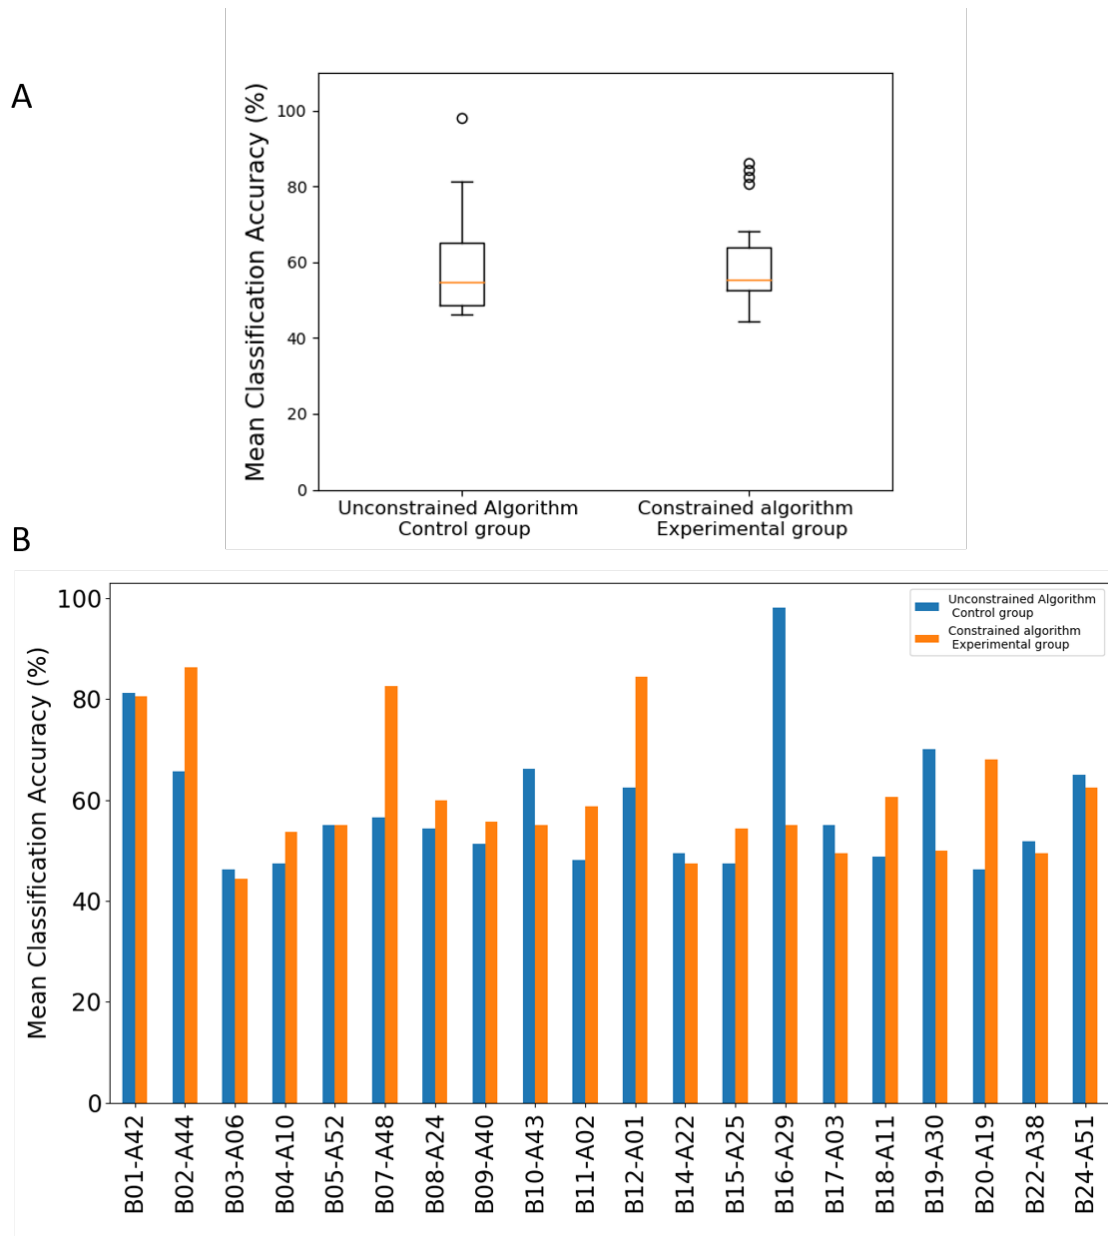 A
Mean Classification Accuracy (%)
100
80
60
40
20
0
Unconstrained Algorithm
Control group
Constrained algorithm
Experimental group
B
Mean Classification Accuracy (%)
100
80
60
40
20
0
Unconstrained Algorithm
Control group
Constrained algorithm
Experimental group
B01-A42
B02-A44
B03-A06
B04-A10
B05-A52
B07-A48
B08-A24
B09-A40
B10-A43
B11-A02
B12-A01
B14-A22
B15-A25
B16-A29
B17-A03
B18-A11
B19-A30
B20-A19
B22-A38
B24-A51